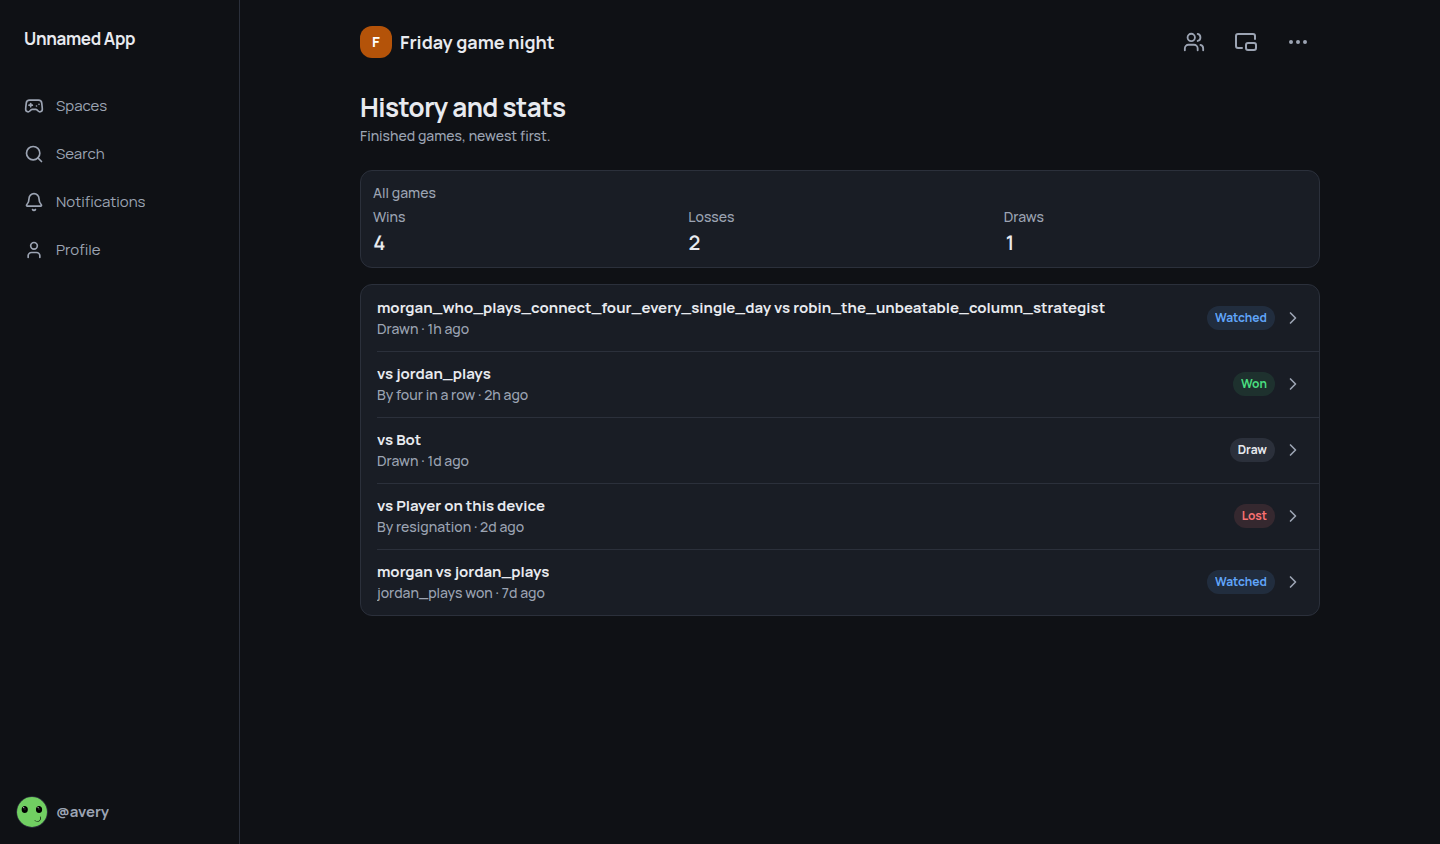 Unnamed App
Spaces
Search
Notifications
Profile
@avery
F
Friday game night
History and stats
Finished games, newest first.
All games
Wins
4
Losses
2
Draws
1
morgan_who_plays_connect_four_every_single_day vs robin_the_unbeatable_column_strategist
Drawn · 1h ago
Watched
vs jordan_plays
By four in a row · 2h ago
Won
vs Bot
Drawn · 1d ago
Draw
vs Player on this device
By resignation · 2d ago
Lost
morgan vs jordan_plays
jordan_plays won · 7d ago
Watched